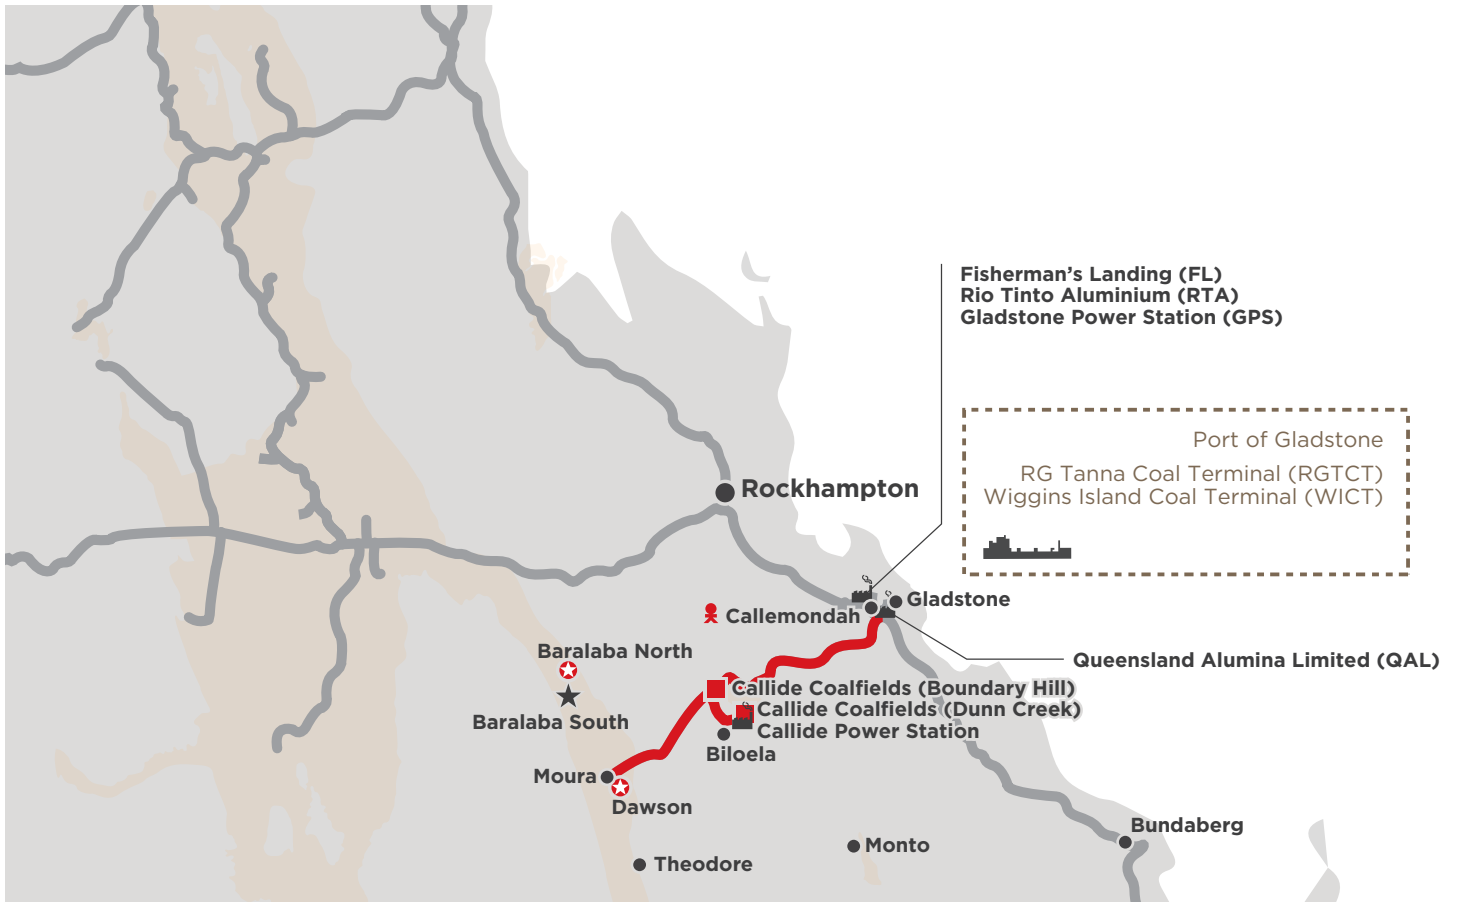 Fisherman’s Landing (FL)
Rio Tinto Aluminium (RTA)
Gladstone Power Station (GPS)
Port of Gladstone
RG Tanna Coal Terminal (RGTCT)
Wiggins Island Coal Terminal (WICT)
Rockhampton
Gladstone
Callemondah
Baralaba North
Queensland Alumina Limited (QAL)
Callide Coalfields (Boundary Hill)
Callide Coalfields (Dunn Creek)
Baralaba South
Callide Power Station
Biloela
Moura
Dawson
Bundaberg
Monto
Theodore